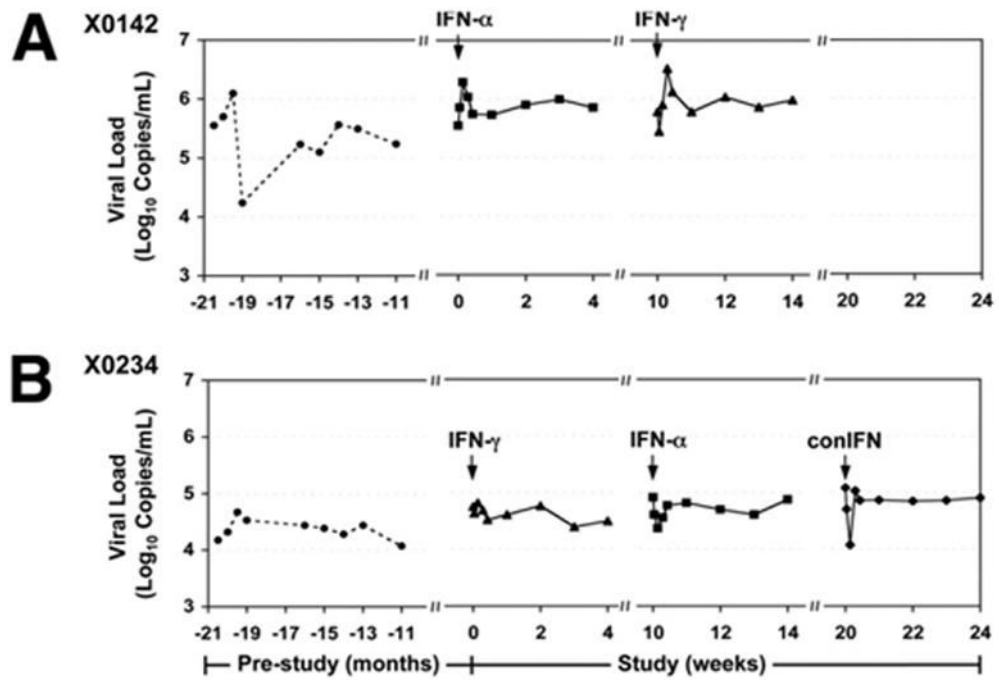 A
X0142
IFN-α
IFN-γ
Viral Load
(Log10 Copies/mL)
7
6
5
4
3
-21 -19 -17 -15 -13 -11 0 2 4 10 12 14 20 22 24
B
X0234
IFN-γ
IFN-α
conIFN
Viral Load
(Log10 Copies/mL)
7
6
5
4
3
-21 -19 -17 -15 -13 -11 0 2 4 10 12 14 20 22 24
Pre-study (months) Study (weeks)